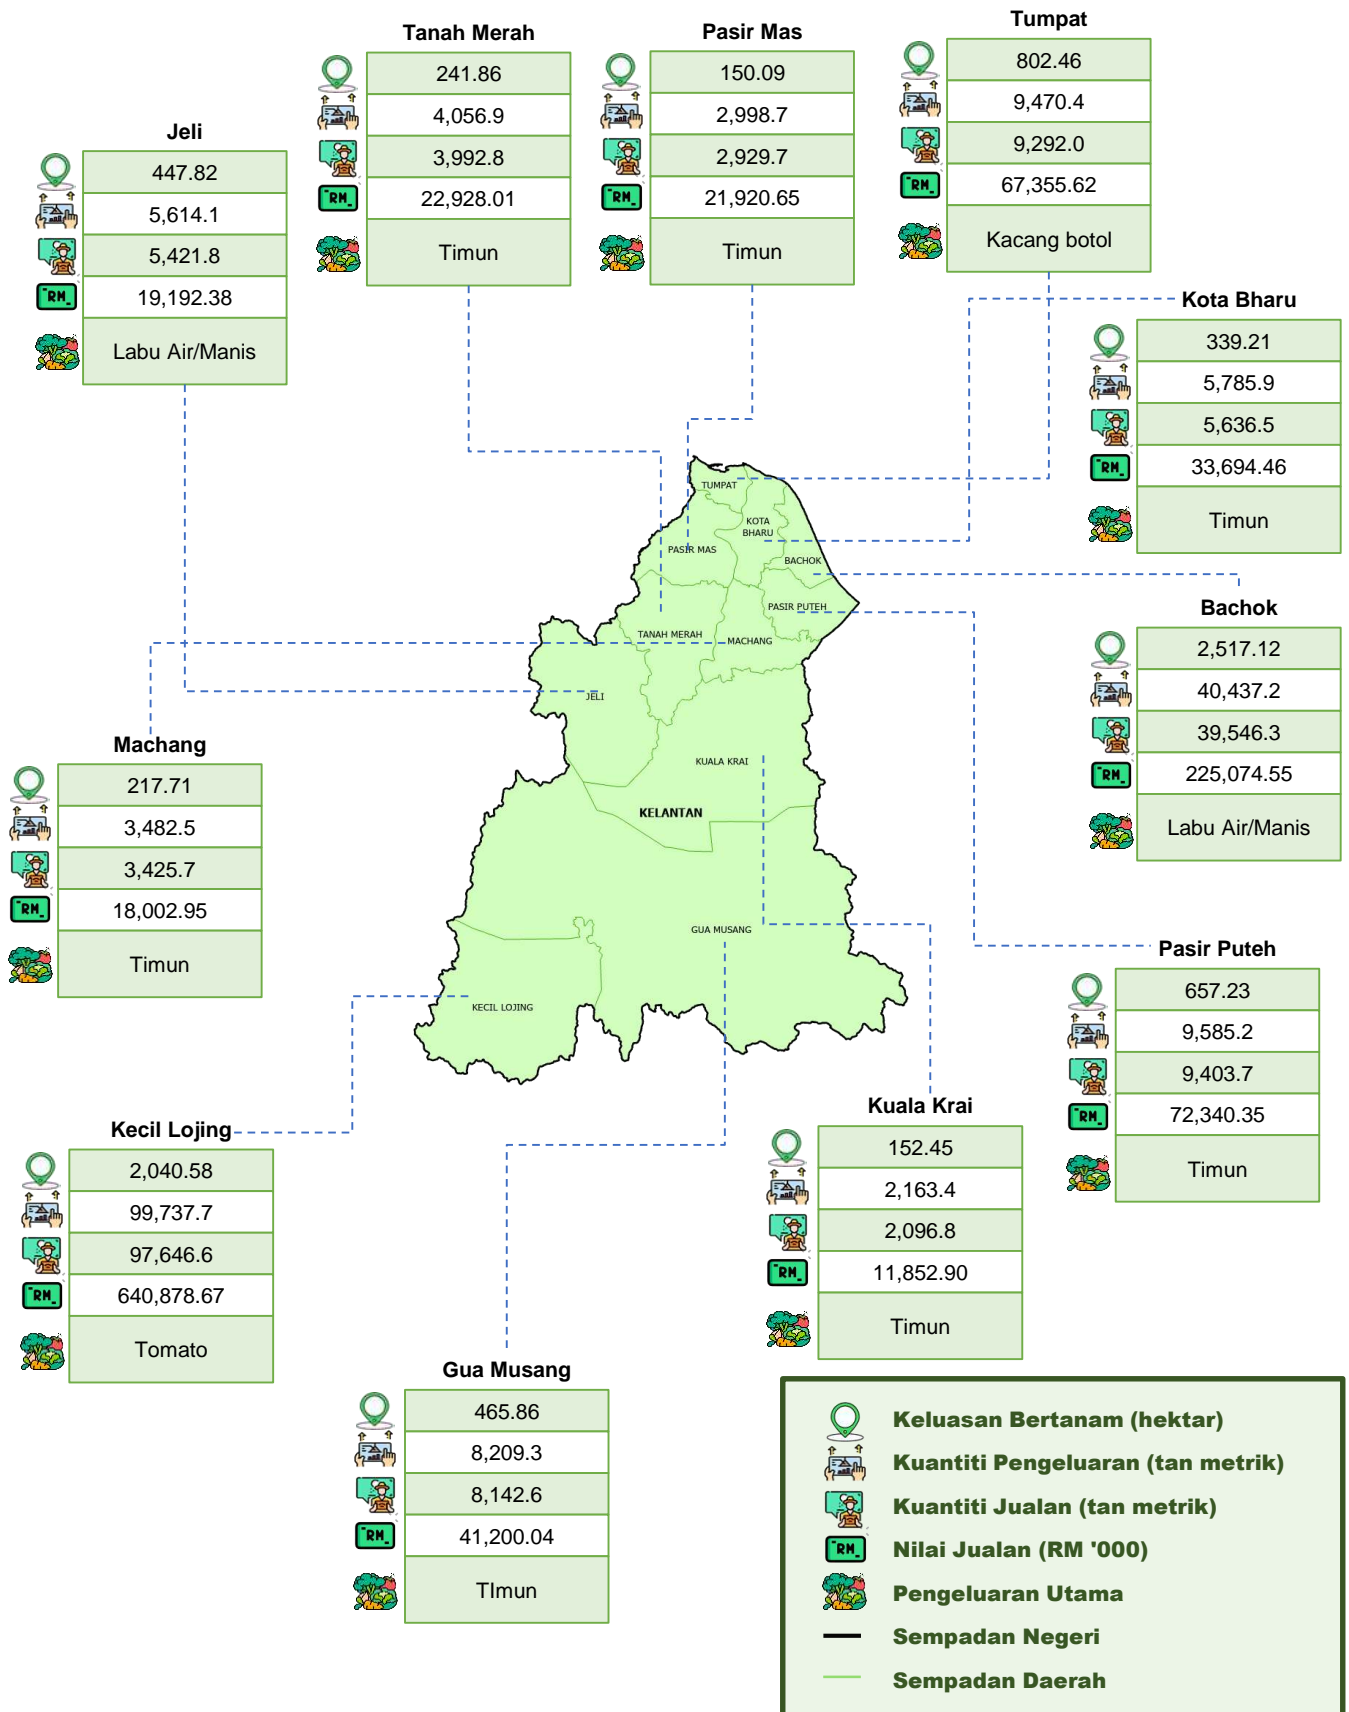 Tumpat
802.46
9,470.4
9,292.0
67,355.62
Kacang botol
Tanah Merah
241.86
4,056.9
3,992.8
22,928.01
Timun
Pasir Mas
150.09
2,998.7
2,929.7
21,920.65
Timun
Jeli
447.82
5,614.1
5,421.8
19,192.38
Labu Air/Manis
Kota Bharu
339.21
5,785.9
5,636.5
33,694.46
Timun
Bachok
2,517.12
40,437.2
39,546.3
225,074.55
Labu Air/Manis
TUMPAT
KOTA
BHARU
PASIR MAS
BACHOK
PASIR PUTEH
TANAH MERAH
MACHANG
JELI
KUALA KRAI
KELANTAN
GUA MUSANG
KECIL LOJING
Machang
217.71
3,482.5
3,425.7
18,002.95
Timun
Pasir Puteh
657.23
9,585.2
9,403.7
72,340.35
Timun
Kuala Krai
152.45
2,163.4
2,096.8
11,852.90
Timun
Kecil Lojing
2,040.58
99,737.7
97,646.6
640,878.67
Tomato
Gua Musang
465.86
8,209.3
8,142.6
41,200.04
TImun
Keluasan Bertanam (hektar)
Kuantiti Pengeluaran (tan metrik)
Kuantiti Jualan (tan metrik)
RM Nilai Jualan (RM '000)
Pengeluaran Utama
Sempadan Negeri
Sempadan Daerah